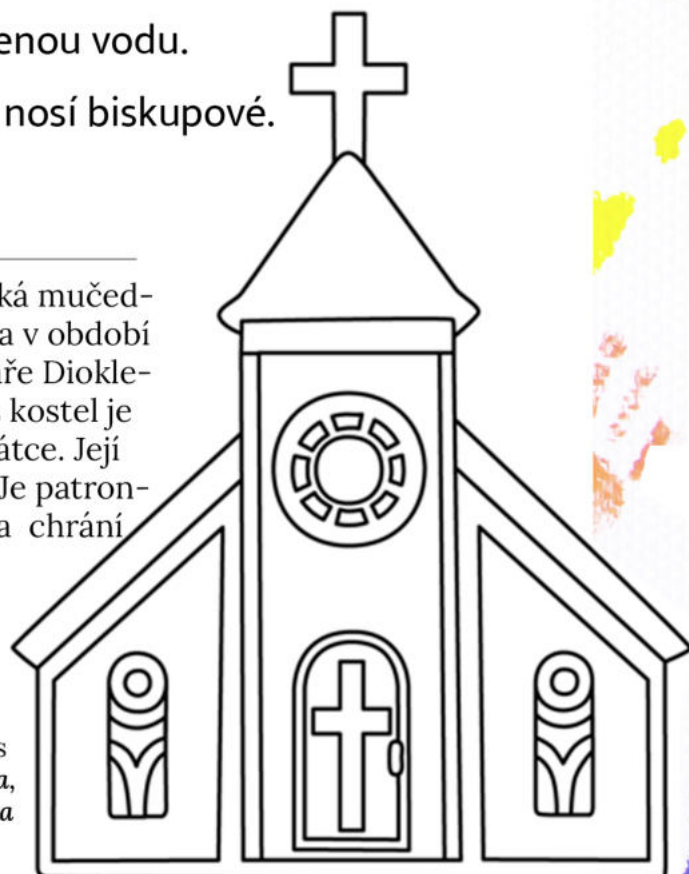 enou vodu.
nosí biskupové.
ká mučed-
a v období
ře Diokle-
kostel je
átce. Její
Je patron-
a chrání
s
a,
a